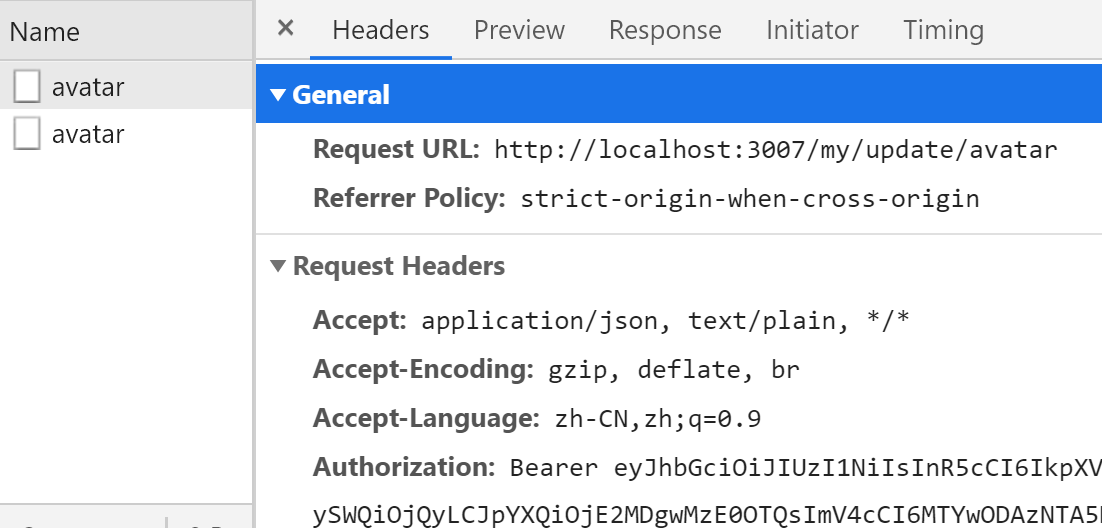 Name
avatar
avatar
× Headers Preview Response Initiator Timing
▼ General
Request URL: http://localhost:3007/my/update/avatar
Referrer Policy: strict-origin-when-cross-origin
▼ Request Headers
Accept: application/json, text/plain, */*
Accept-Encoding: gzip, deflate, br
Accept-Language: zh-CN,zh;q=0.9
Authorization: Bearer eyJhbGciOiJIUzI1NiIsInR5cCI6IkpXV
ySWQiOjQyLCJpYXQiOjE2MDgwMzE0OTQsImV4cCI6MTYwODAzNTA5